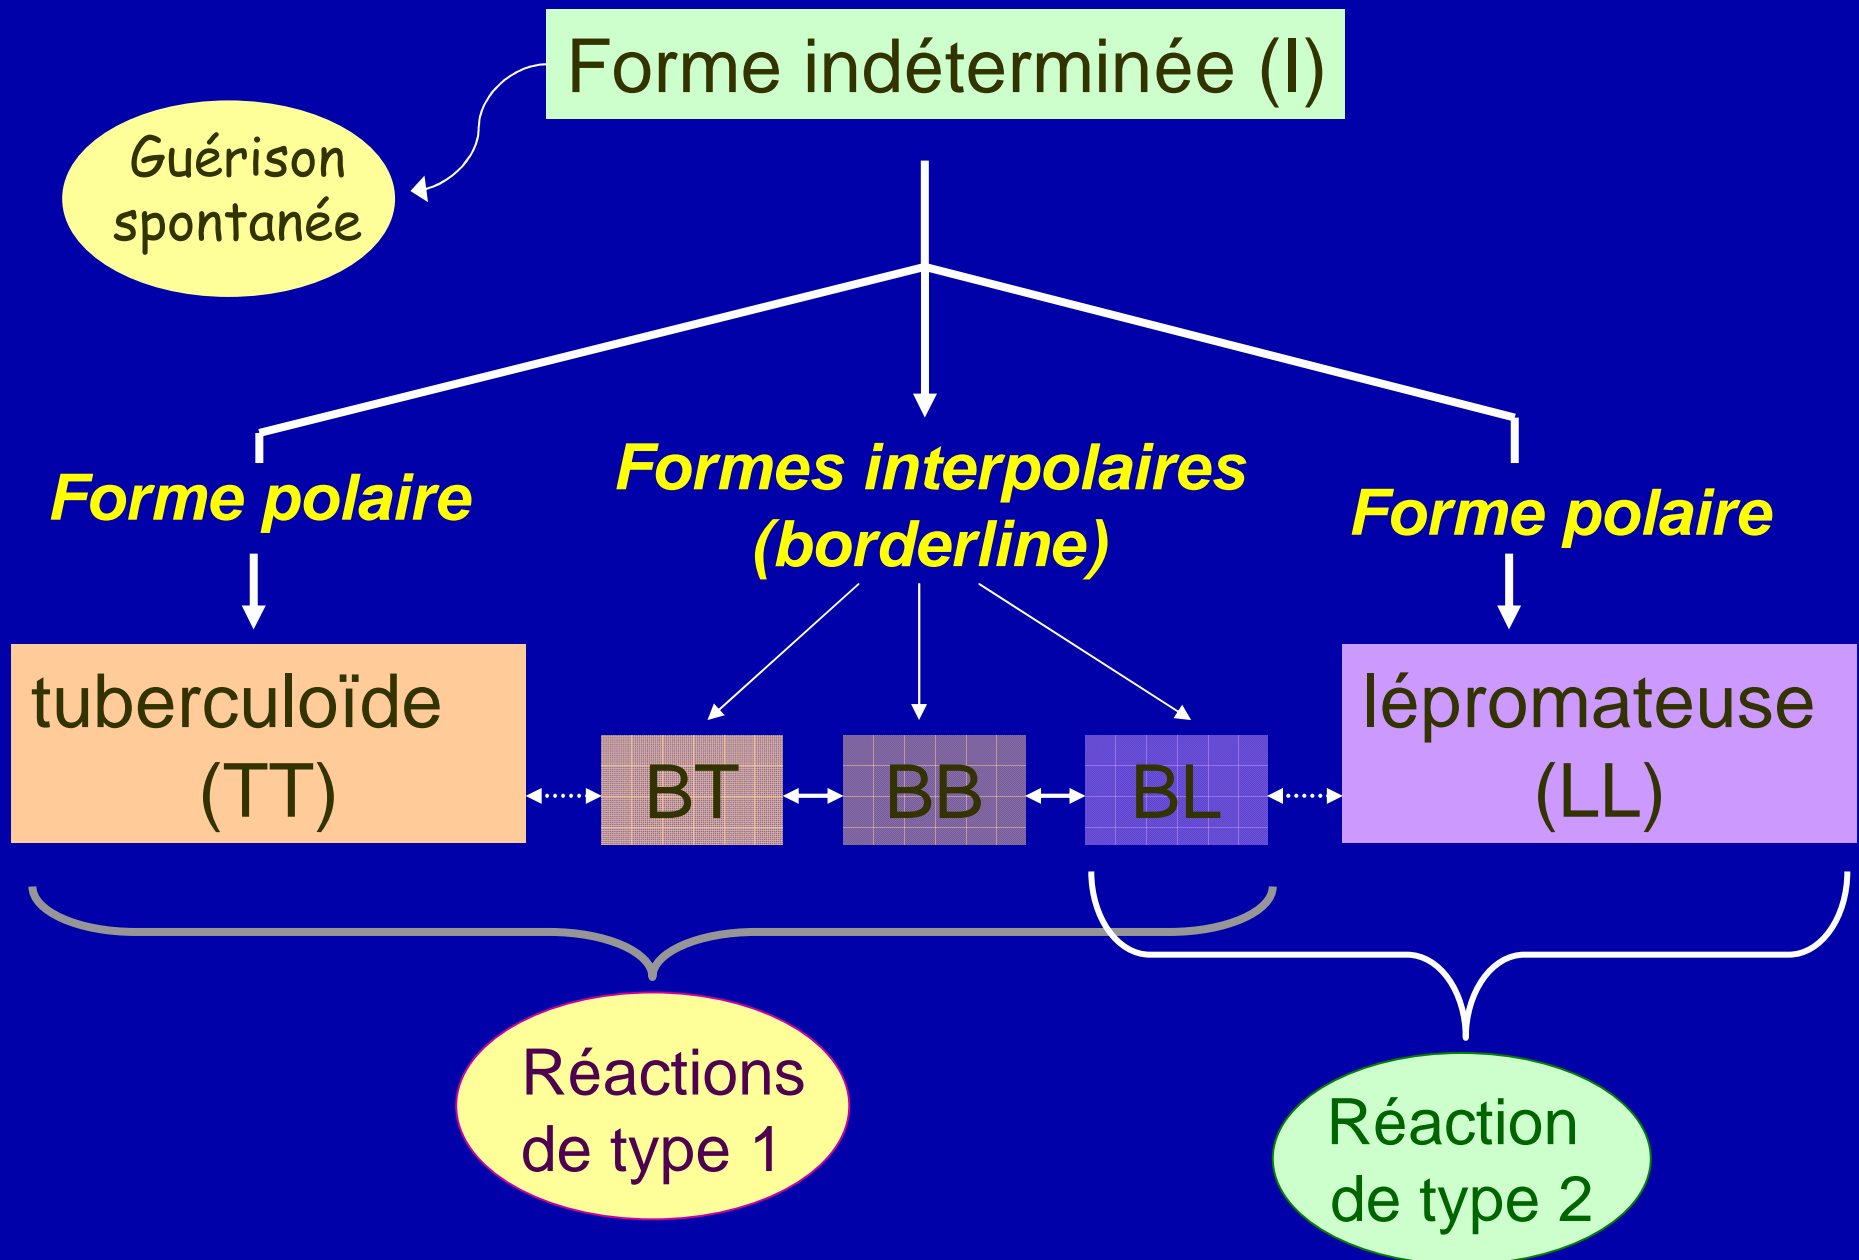 Forme indéterminée (I)
Guérison
spontanée
Forme polaire
Formes interpolaires
(borderline)
Forme polaire
tuberculoïde
(TT)
BT
BB
BL
lépromateuse
(LL)
Réactions
de type 1
Réaction
de type 2